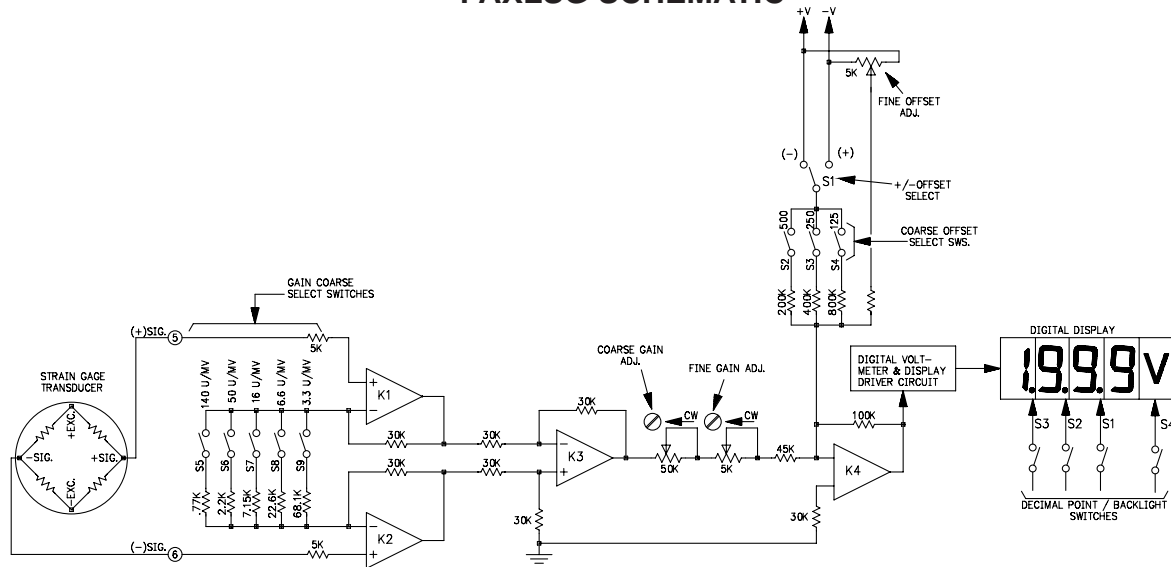 +V
-V
5K
FINE OFFSET
ADJ.
(-)
(+)
S1
+/-OFFSET
SELECT
500
250
125
S2
S3
S4
COARSE OFFSET
SELECT SWS.
200K
400K
800K
GAIN COARSE
SELECT SWITCHES
(+)SIG.
5
5K
STRAIN GAGE
TRANSDUCER
+EXC.
-SIG.
+SIG.
-EXC.
140 U/MV
50 U/MV
16 U/MV
6.6 U/MV
3.3 U/MV
S5
S6
S7
S8
S9
.77K
2.2K
7.15K
22.6K
68.1K
+
K1
-
30K
30K
30K
30K
-
K2
+
(-)SIG.
6
5K
30K
-
K3
+
30K
COARSE GAIN
ADJ.
FINE GAIN ADJ.
CW
CW
50K
5K
45K
100K
-
K4
+
30K
DIGITAL VOLT-
METER & DISPLAY
DRIVER CIRCUIT
DIGITAL DISPLAY
1.9.9.9 V
S3
S2
S1
S4
DECIMAL POINT / BACKLIGHT
SWITCHES